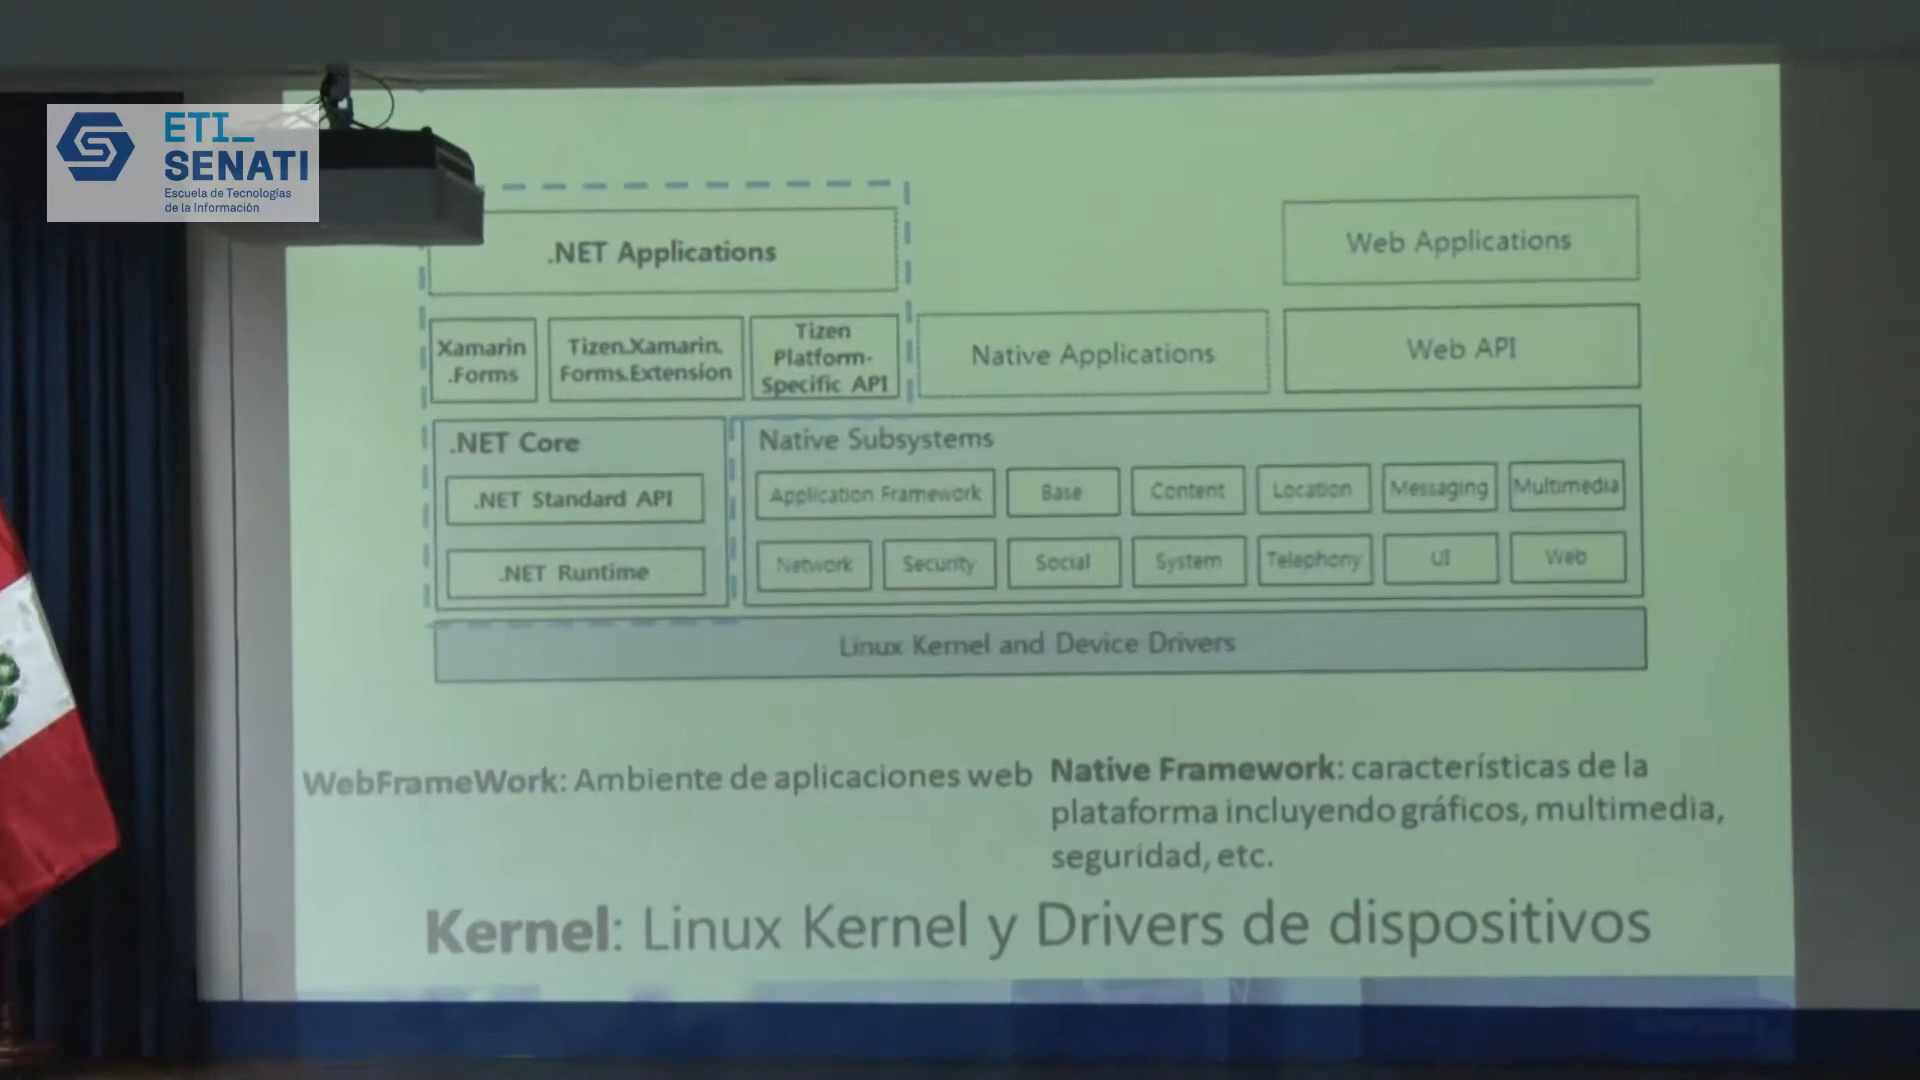 ETI_
SENATI
Escuela de Tecnologías
de la Información
.NET Applications
Web Applications
Xamarin
.Forms
Tizen.Xamarin.
Forms.Extension
Tizen
Platform-
Specific API
Native Applications
Web API
.NET Core
.NET Standard API
.NET Runtime
Native Subsystems
Application Framework
Base
Content
Location
Messaging
Multimedia
Network
Security
Social
System
Telephony
UI
Web
Linux Kernel and Device Drivers
WebFrameWork: Ambiente de aplicaciones web
Native Framework: características de la
plataforma incluyendo gráficos, multimedia,
seguridad, etc.
Kernel: Linux Kernel y Drivers de dispositivos